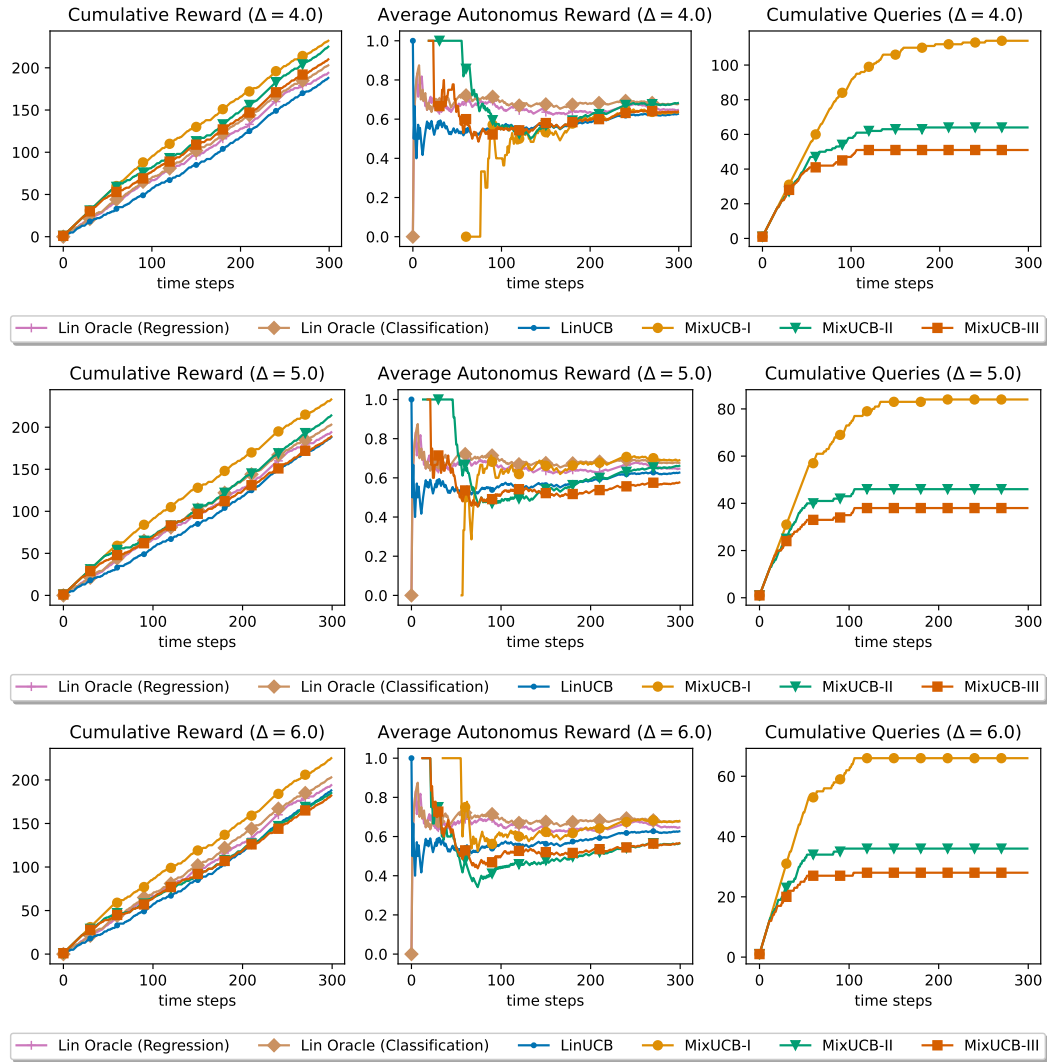 Cumulative Reward (Δ = 4.0) Average Autonomus Reward (Δ = 4.0) Cumulative Queries (Δ = 4.0)
200
150
100
50
0
0 100 200 300
time steps
1.0
0.8
0.6
0.4
0.2
0.0
0 100 200 300
time steps
100
80
60
40
20
0
0 100 200 300
time steps
Lin Oracle (Regression) Lin Oracle (Classification) LinUCB MixUCB-I MixUCB-II MixUCB-III
Cumulative Reward (Δ = 5.0) Average Autonomus Reward (Δ = 5.0) Cumulative Queries (Δ = 5.0)
200
150
100
50
0
0 100 200 300
time steps
1.0
0.8
0.6
0.4
0.2
0.0
0 100 200 300
time steps
80
60
40
20
0
0 100 200 300
time steps
Lin Oracle (Regression) Lin Oracle (Classification) LinUCB MixUCB-I MixUCB-II MixUCB-III
Cumulative Reward (Δ = 6.0) Average Autonomus Reward (Δ = 6.0) Cumulative Queries (Δ = 6.0)
200
150
100
50
0
0 100 200 300
time steps
1.0
0.8
0.6
0.4
0.2
0.0
0 100 200 300
time steps
60
40
20
0
0 100 200 300
time steps
Lin Oracle (Regression) Lin Oracle (Classification) LinUCB MixUCB-I MixUCB-II MixUCB-III